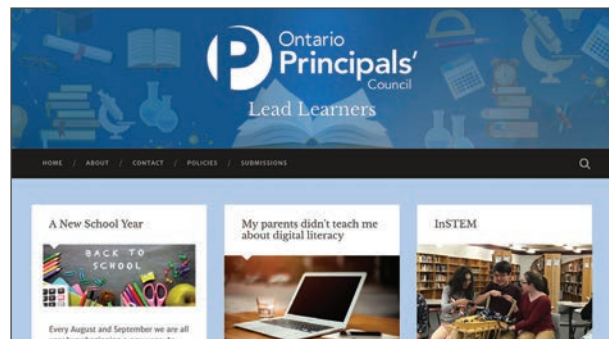 Ontario
Principals'
Council
Lead Learners
HOME / ABOUT / CONTACT / POLICIES / SUBMISSIONS
A New School Year
BACK TO
SCHOOL
Every August and September we are all
My parents didn't teach me
about digital literacy
InSTEM